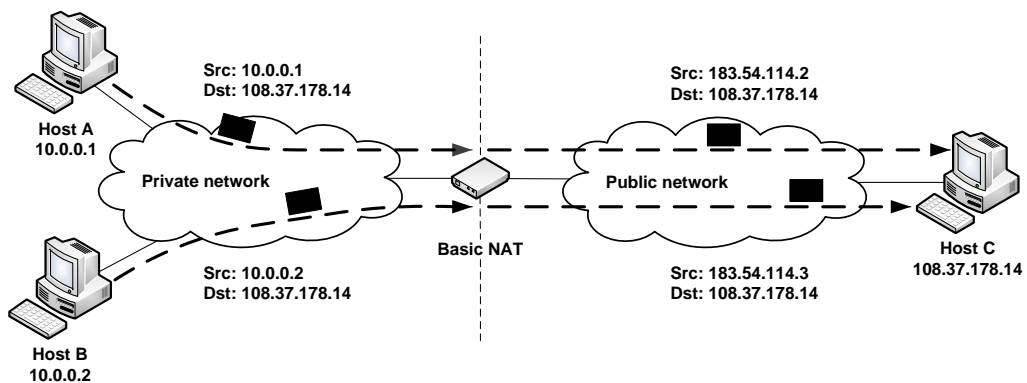 Src: 10.0.0.1
Dst: 108.37.178.14
Src: 183.54.114.2
Dst: 108.37.178.14
Host A
10.0.0.1
Private network
Public network
Basic NAT
Host C
108.37.178.14
Src: 10.0.0.2
Dst: 108.37.178.14
Src: 183.54.114.3
Dst: 108.37.178.14
Host B
10.0.0.2